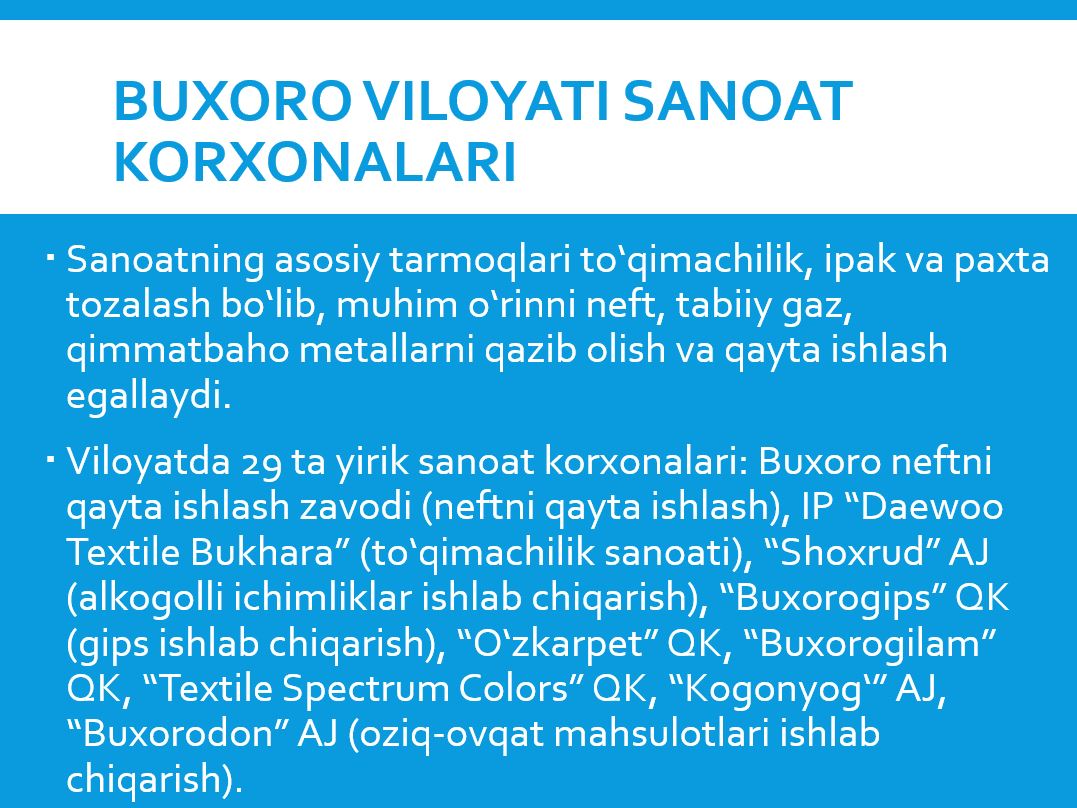 BUXORO VILOYATI SANOAT
KORXONALARI
▪ Sanoatning asosiy tarmoqlari to‘qimachilik, ipak va paxta
tozalash bo‘lib, muhim o‘rinni neft, tabiiy gaz,
qimmatbaho metallarni qazib olish va qayta ishlash
egallaydi.
▪ Viloyatda 29 ta yirik sanoat korxonalari: Buxoro neftni
qayta ishlash zavodi (neftni qayta ishlash), IP “Daewoo
Textile Bukhara” (to‘qimachilik sanoati), “Shoxrud” AJ
(alkogolli ichimliklar ishlab chiqarish), “Buxorogips” QK
(gips ishlab chiqarish), “O‘zkarpet” QK, “Buxorogilam”
QK, “Textile Spectrum Colors” QK, “Kogonyog‘” AJ,
“Buxorodon” AJ (oziq-ovqat mahsulotlari ishlab
chiqarish).